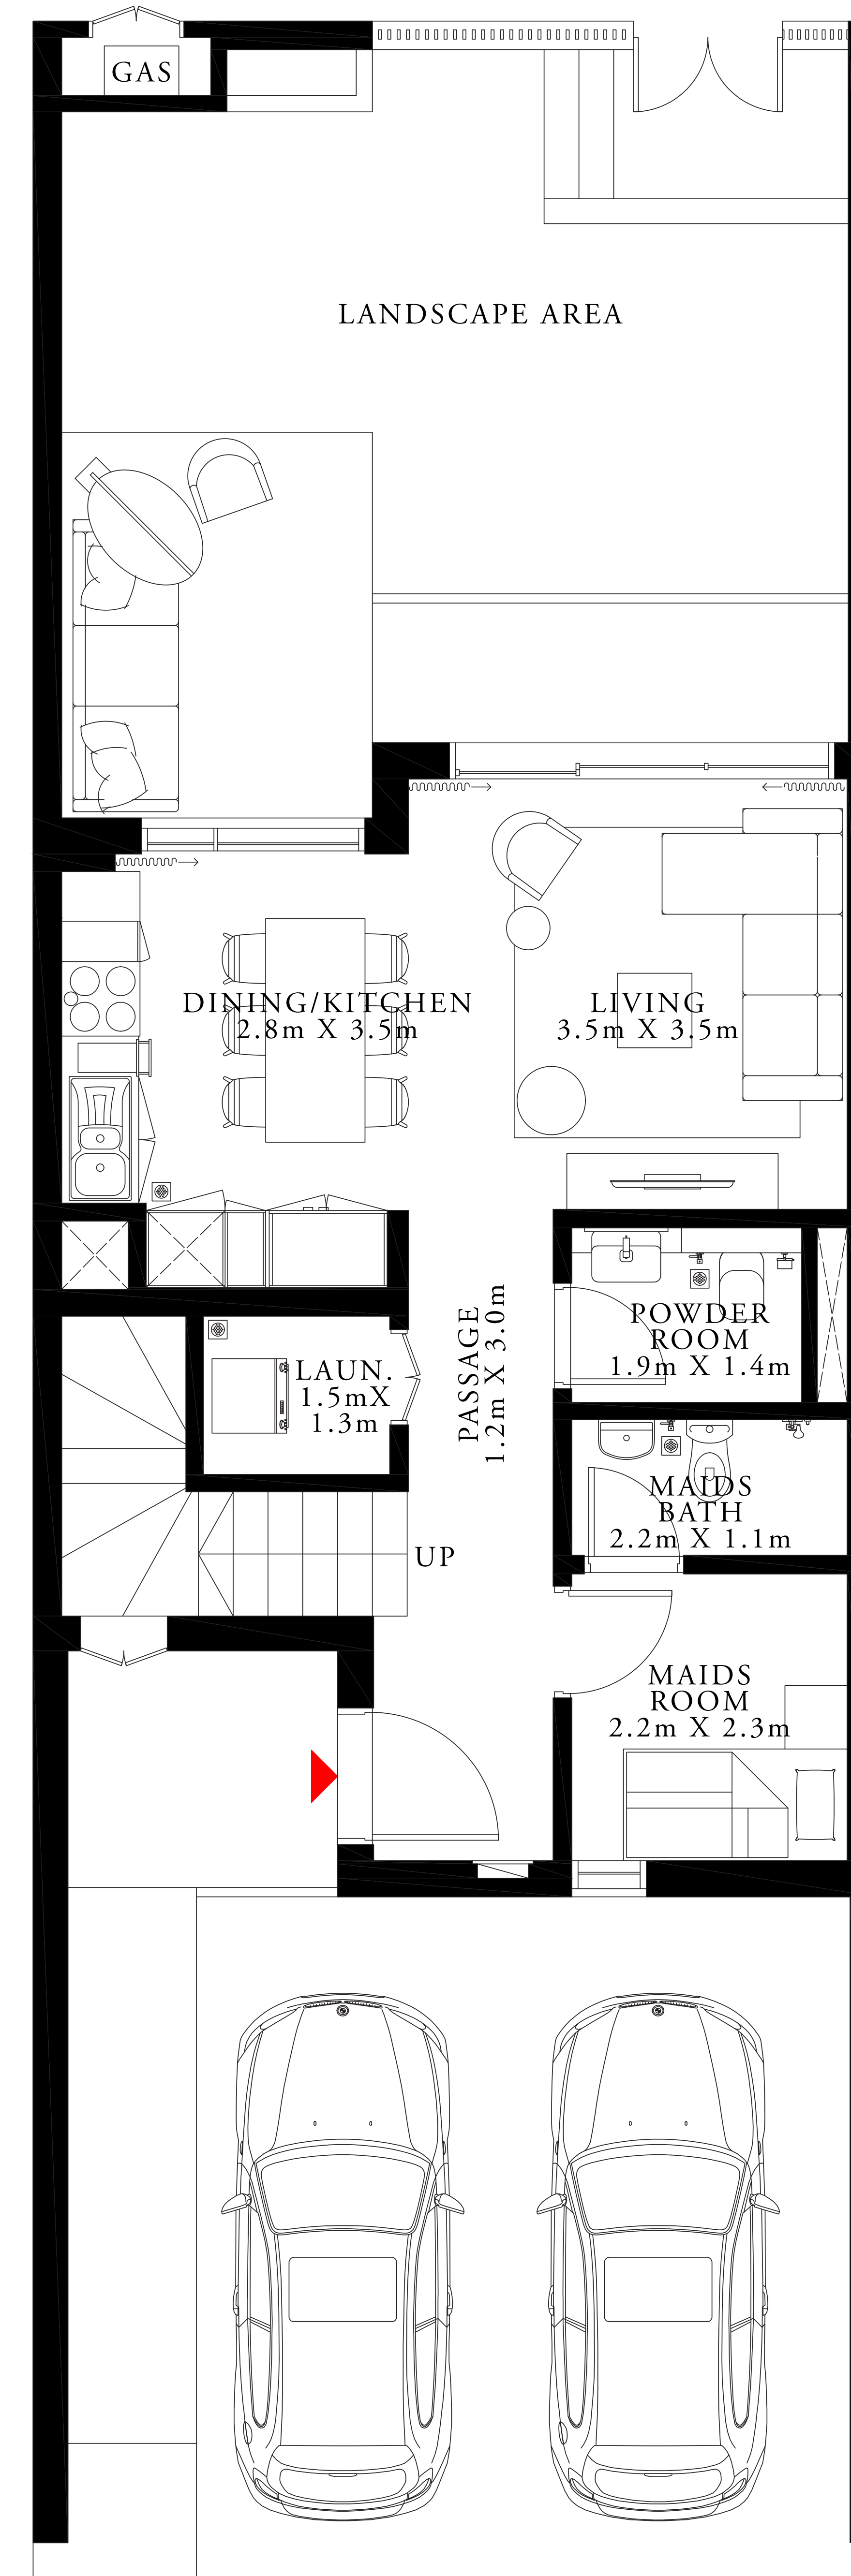 GAS
LANDSCAPE AREA
DINING/KITCHEN
2.8m X 3.5m
LIVING
3.5m X 3.5m
PASSAGE
1.2m X 3.0m
POWDER
ROOM
1.9m X 1.4m
LAUN.
1.5mX
1.3m
MAIDS
BATH
2.2m X 1.1m
UP
MAIDS
ROOM
2.2m X 2.3m